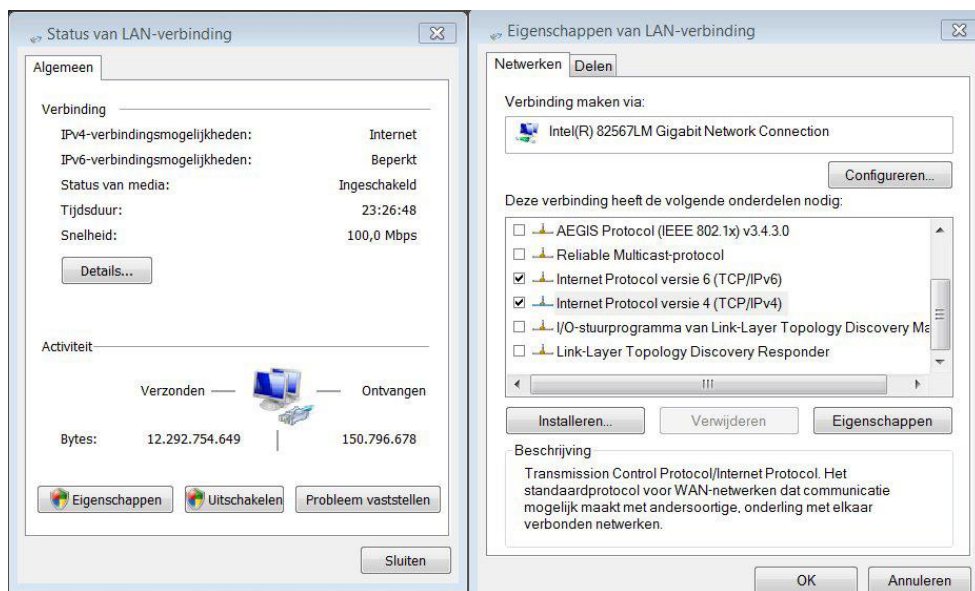 Status van LAN-verbinding
Algemeen
Verbinding
IPv4-verbindingsmogelijkheden: Internet
IPv6-verbindingsmogelijkheden: Beperkt
Status van media: Ingeschakeld
Tijdsduur: 23:26:48
Snelheid: 100,0 Mbps
Details...
Activiteit
Verzonden Ontvangen
Bytes: 12.292.754.649 150.796.678
Eigenschappen Uitschakelen Probleem vaststellen
Sluiten
Eigenschappen van LAN-verbinding
Netwerken Delen
Verbinding maken via:
Intel(R) 82567LM Gigabit Network Connection
Configureren...
Deze verbinding heeft de volgende onderdelen nodig:
AEGIS Protocol (IEEE 802.1x) v3.4.3.0
Reliable Multicast-protocol
Internet Protocol versie 6 (TCP/IPv6)
Internet Protocol versie 4 (TCP/IPv4)
I/O-stuurprogramma van Link-Layer Topology Discovery Ma
Link-Layer Topology Discovery Responder
Installeren... Verwijderen Eigenschappen
Beschrijving
Transmission Control Protocol/Internet Protocol. Het
standaardprotocol voor WAN-netwerken dat communicatie
mogelijk maakt met andersoortige, onderling met elkaar
verbonden netwerken.
OK Annuleren